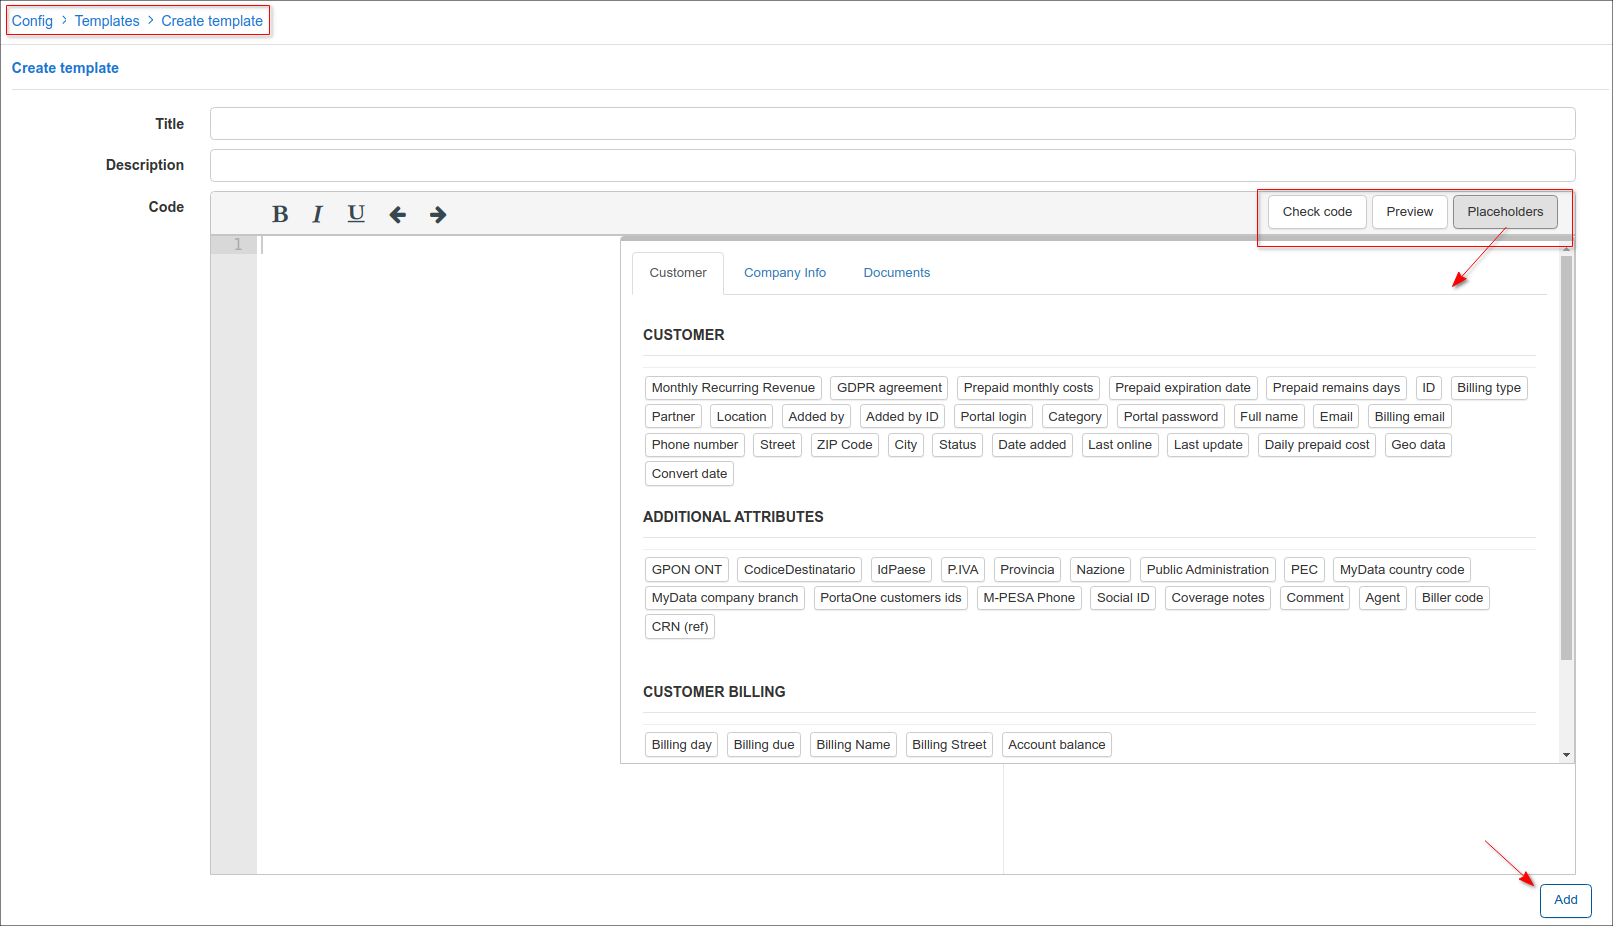 Config > Templates > Create template
Create template
Title
Description
Code
B I U
Check code Preview Placeholders
1
Customer Company Info Documents
CUSTOMER
Monthly Recurring Revenue GDPR agreement Prepaid monthly costs Prepaid expiration date Prepaid remains days ID Billing type
Partner Location Added by Added by ID Portal login Category Portal password Full name Email Billing email
Phone number Street ZIP Code City Status Date added Last online Last update Daily prepaid cost Geo data
Convert date
ADDITIONAL ATTRIBUTES
GPON ONT CodiceDestinatario IdPaese P.IVA Provincia Nazione Public Administration PEC MyData country code
MyData company branch PortaOne customers ids M-PESA Phone Social ID Coverage notes Comment Agent Biller code
CRN (ref)
CUSTOMER BILLING
Billing day Billing due Billing Name Billing Street Account balance
Add